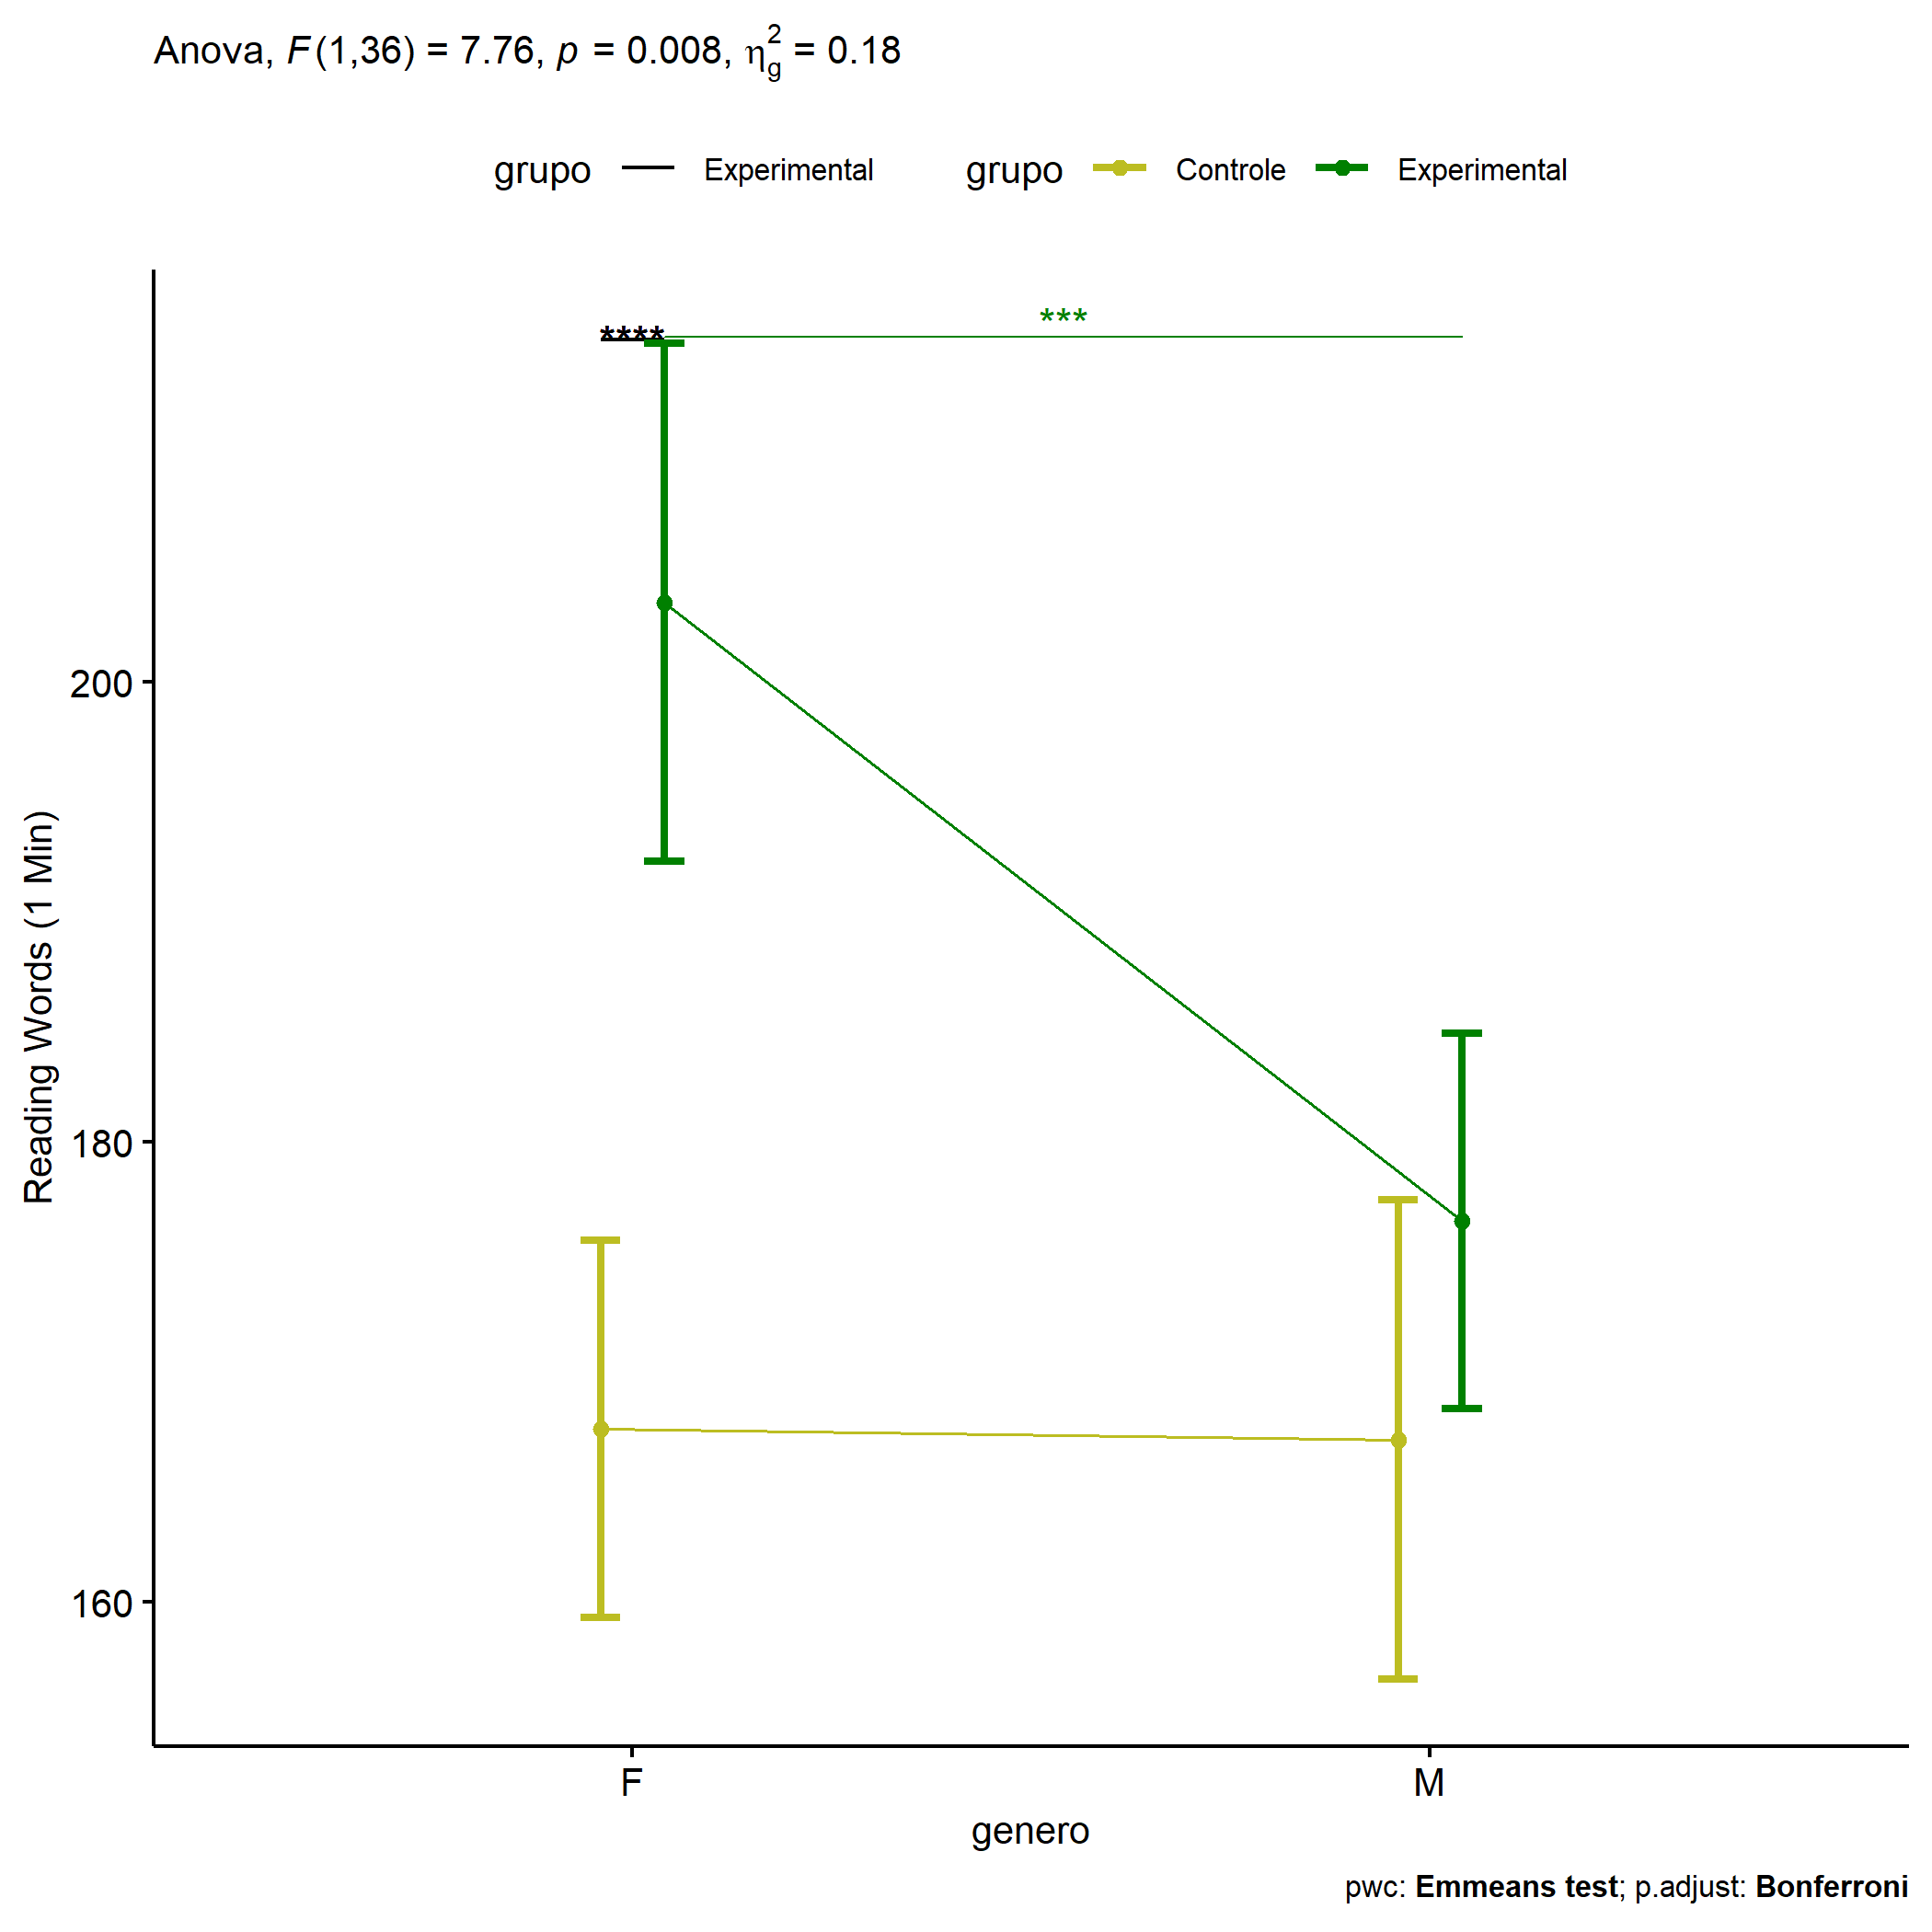 Anova, F(1,36) = 7.76, p = 0.008, η²g = 0.18
grupo Experimental grupo Controle Experimental
****
***
200
180
160
Reading Words (1 Min)
F M
genero
pwc: Emmeans test; p.adjust: Bonferroni